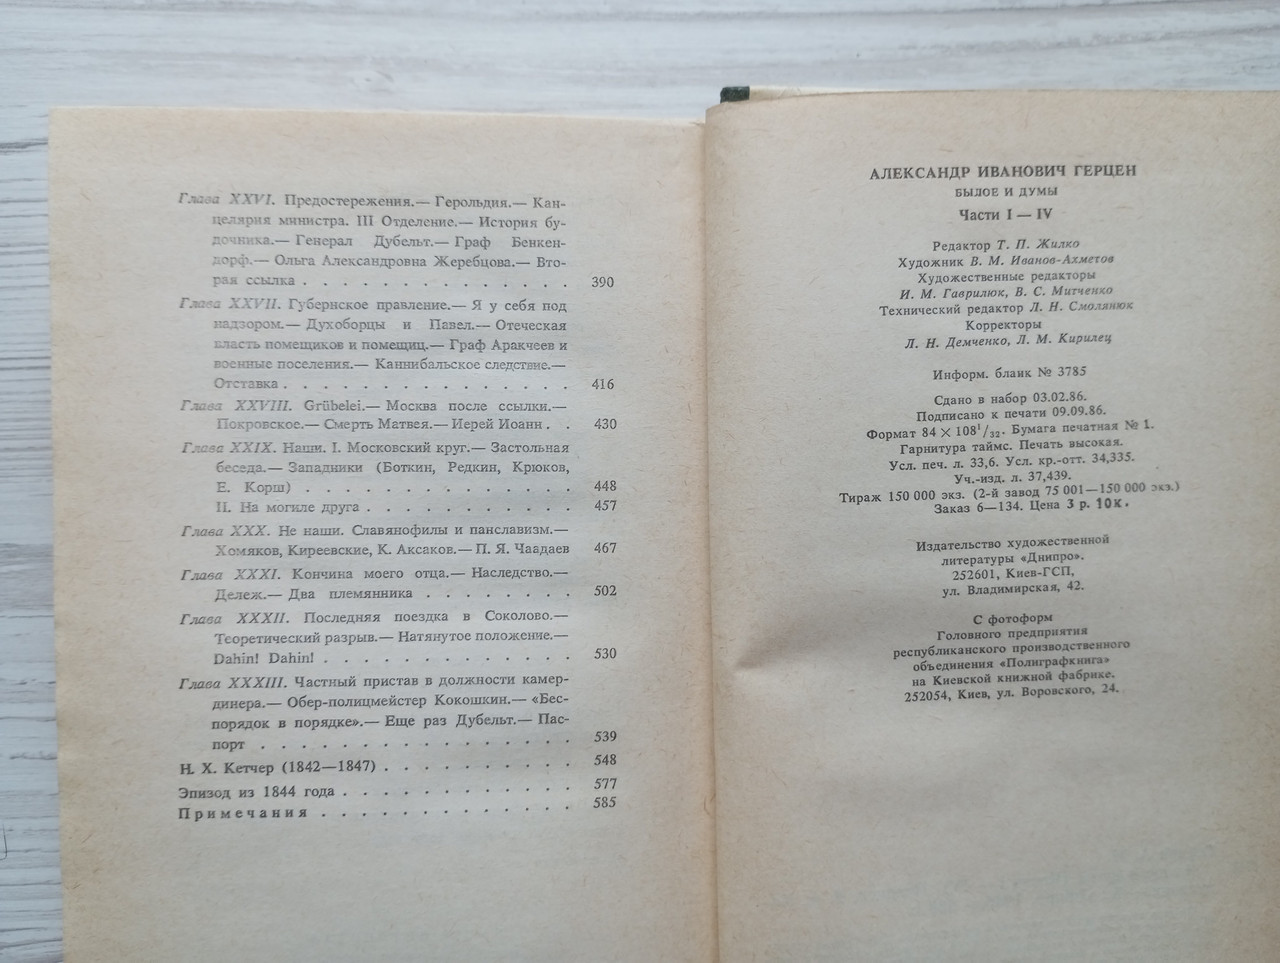 Глава XXVI. Предостережения.— Герольдия.— Кан-
целярия министра. III Отделение.— История бу-
дочника.— Генерал Дубельт.— Граф Бенкен-
дорф.— Ольга Александровна Жеребцова.— Вто-
рая ссылка . . . . . . . . . . . . . . 390
Глава XXVII. Губернское правление.— Я у себя под
надзором.— Духоборцы и Павел.— Отеческая
власть помещиков и помещиц.— Граф Аракчеев и
военные поселения.— Каннибальское следствие.—
Отставка . . . . . . . . . . . . . . . 416
Глава XXVIII. Grübelei.— Москва после ссылки.—
Покровское.— Смерть Матвея.— Иерей Иоанн . . 430
Глава XXIX. Наши. I. Московский круг.— Застольная
беседа.— Западники (Боткин, Редкин, Крюков,
Е. Корш) . . . . . . . . . . . . . . 448
II. На могиле друга . . . . . . . . . . . 457
Глава XXX. Не наши. Славянофилы и панславизм.—
Хомяков, Киреевские, К. Аксаков.— П. Я. Чаадаев 467
Глава XXXI. Кончина моего отца.— Наследство.—
Дележ.— Два племянника . . . . . . . . 502
Глава XXXII. Последняя поездка в Соколово.—
Теоретический разрыв.— Натянутое положение.—
Dahin! Dahin! . . . . . . . . . . . . . 530
Глава XXXIII. Частный пристав в должности камер-
динера.— Обер-полицмейстер Кокошкин.— «Бес-
порядок в порядке».— Еще раз Дубельт.— Пас-
порт . . . . . . . . . . . . . . . . 539
Н. Х. Кетчер (1842—1847) . . . . . . . . . . 548
Эпизод из 1844 года . . . . . . . . . . . . 577
Примечания . . . . . . . . . . . . . 585
АЛЕКСАНДР ИВАНОВИЧ ГЕРЦЕН
БЫЛОЕ И ДУМЫ
Части I — IV
Редактор Т. П. Жилко
Художник В. М. Иванов-Ахметов
Художественные редакторы
И. М. Гаврилюк, В. С. Митченко
Технический редактор Л. Н. Смолянюк
Корректоры
Л. Н. Демченко, Л. М. Кирилец
Информ. бланк № 3785
Сдано в набор 03.02.86.
Подписано к печати 09.09.86.
Формат 84 × 108¹/₃₂. Бумага печатная № 1.
Гарнитура таймс. Печать высокая.
Усл. печ. л. 33,6. Усл. кр.-отт. 34,335.
Уч.-изд. л. 37,439.
Тираж 150 000 экз. (2-й завод 75 001—150 000 экз.)
Заказ 6—134. Цена 3 р. 10 к.
Издательство художественной
литературы «Днипро».
252601, Киев-ГСП,
ул. Владимирская, 42.
С фотоформ
Головного предприятия
республиканского производственного
объединения «Полиграфкнига»
на Киевской книжной фабрике.
252054, Киев, ул. Воровского, 24.